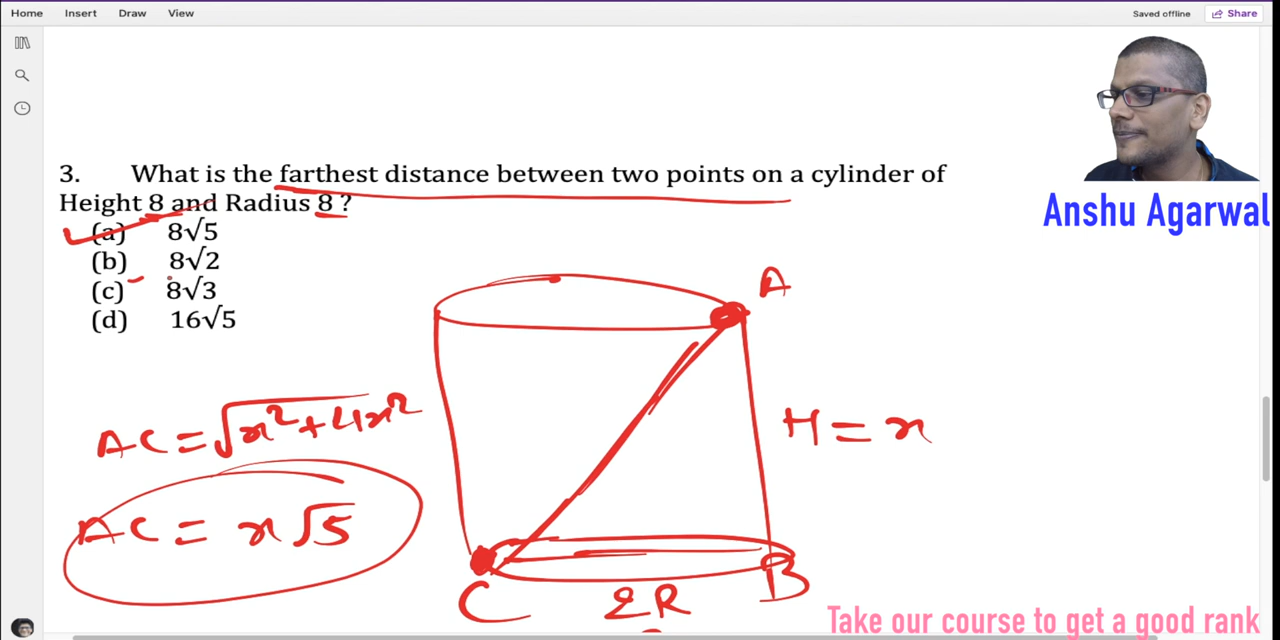 Home Insert Draw View
Saved offline Share
3. What is the farthest distance between two points on a cylinder of
Height 8 and Radius 8 ?
(a) 8√5
(b) 8√2
(c) 8√3
(d) 16√5
Anshu Agarwal
A
AC = √x² + 4x²
H = x
AC = x√5
C 2R B
Take our course to get a good rank